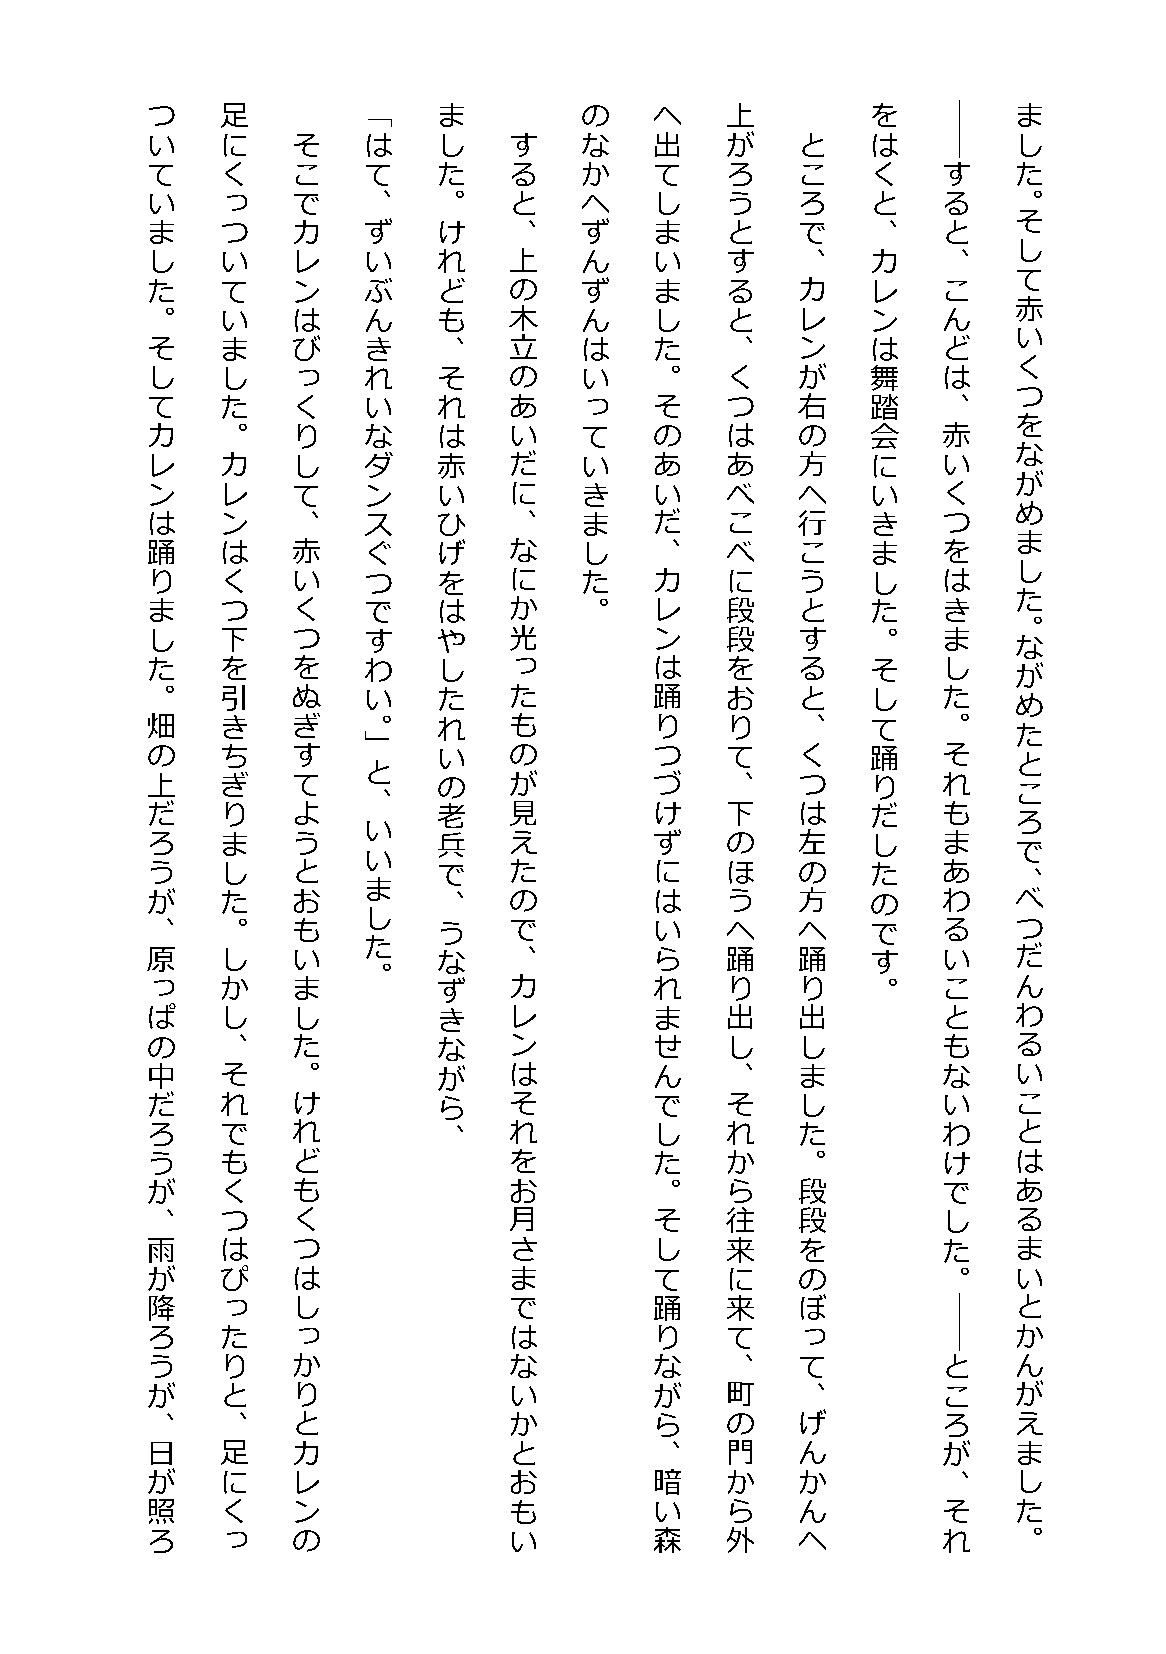 ました。そして赤いくつをながめました。ながめたところで、べつだんわるいことはあるまいとかんがえました。
――すると、こんどは、赤いくつをはきました。それもまあわるいこともないわけでした。――ところが、それ
をはくと、カレンは舞踏会にいきました。そして踊りだしたのです。
　ところで、カレンが右の方へ行こうとすると、くつは左の方へ踊り出しました。段段をのぼって、げんかんへ
上がろうとすると、くつはあべこべに段段をおりて、下のほうへ踊り出し、それから往来に来て、町の門から外
へ出てしまいました。そのあいだ、カレンは踊りつづけずにはいられませんでした。そして踊りながら、暗い森
のなかへずんずんはいっていきました。
　すると、上の木立のあいだに、なにか光ったものが見えたので、カレンはそれをお月さまではないかとおもい
ました。けれども、それは赤いひげをはやしたれいの老兵で、うなずきながら、
「はて、ずいぶんきれいなダンスぐつですわい。」と、いいました。
　そこでカレンはびっくりして、赤いくつをぬぎすてようとおもいました。けれどもくつはしっかりとカレンの
足にくっついていました。カレンはくつ下を引きちぎりました。しかし、それでもくつはぴったりと、足にくっ
ついていました。そしてカレンは踊りました。畑の上だろうが、原っぱの中だろうが、雨が降ろうが、日が照ろ